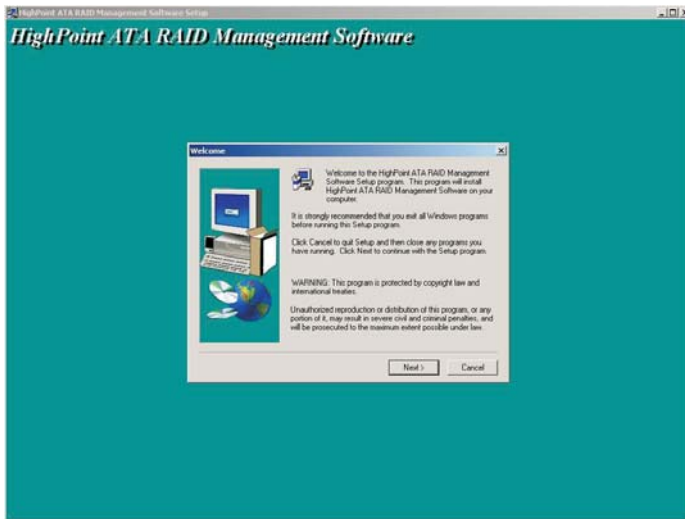 HighPoint ATA RAID Management Software Setup
HighPoint ATA RAID Management Software
Welcome
Welcome to the HighPoint ATA RAID Management
Software Setup program. This program will install
HighPoint ATA RAID Management Software on your
computer.
It is strongly recommended that you exit all Windows programs
before running this Setup program.
Click Cancel to quit Setup and then close any programs you
have running. Click Next to continue with the Setup program.
WARNING: This program is protected by copyright law and
international treaties.
Unauthorized reproduction or distribution of this program, or any
portion of it, may result in severe civil and criminal penalties, and
will be prosecuted to the maximum extent possible under law.
Next >
Cancel